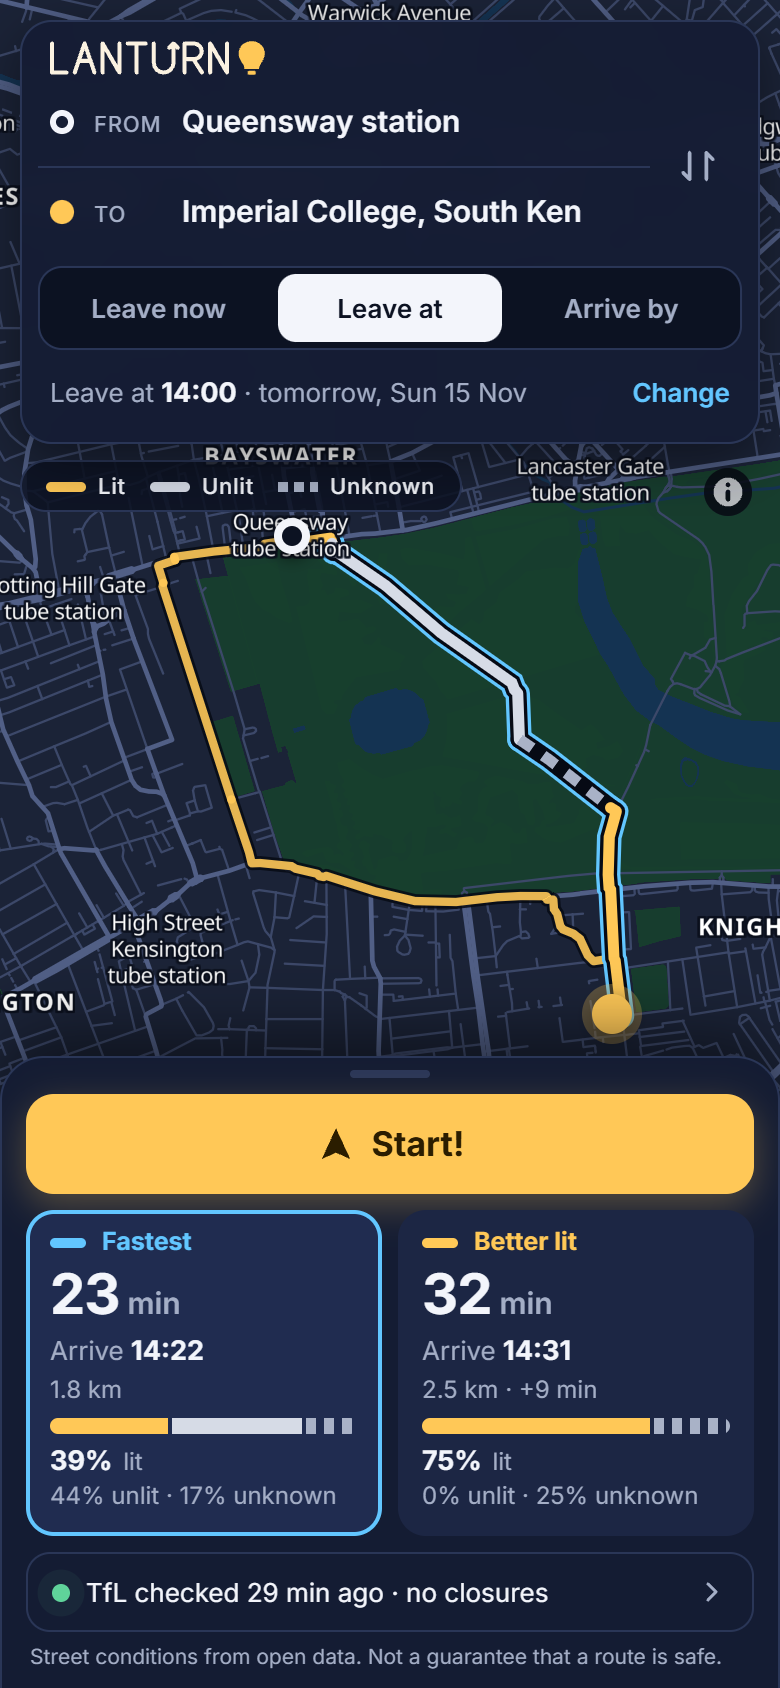 Warwick Avenue
LANTURN
FROM Queensway station
TO Imperial College, South Ken
Leave now Leave at Arrive by
Leave at 14:00 · tomorrow, Sun 15 Nov Change
BAYSWATER
Lit Unlit Unknown
Lancaster Gate
tube station
Queensway
tube station
otting Hill Gate
tube station
High Street
Kensington
tube station
KNIGH
GTON
Start!
Fastest
23 min
Arrive 14:22
1.8 km
39% lit
44% unlit · 17% unknown
Better lit
32 min
Arrive 14:31
2.5 km · +9 min
75% lit
0% unlit · 25% unknown
TfL checked 29 min ago · no closures
Street conditions from open data. Not a guarantee that a route is safe.